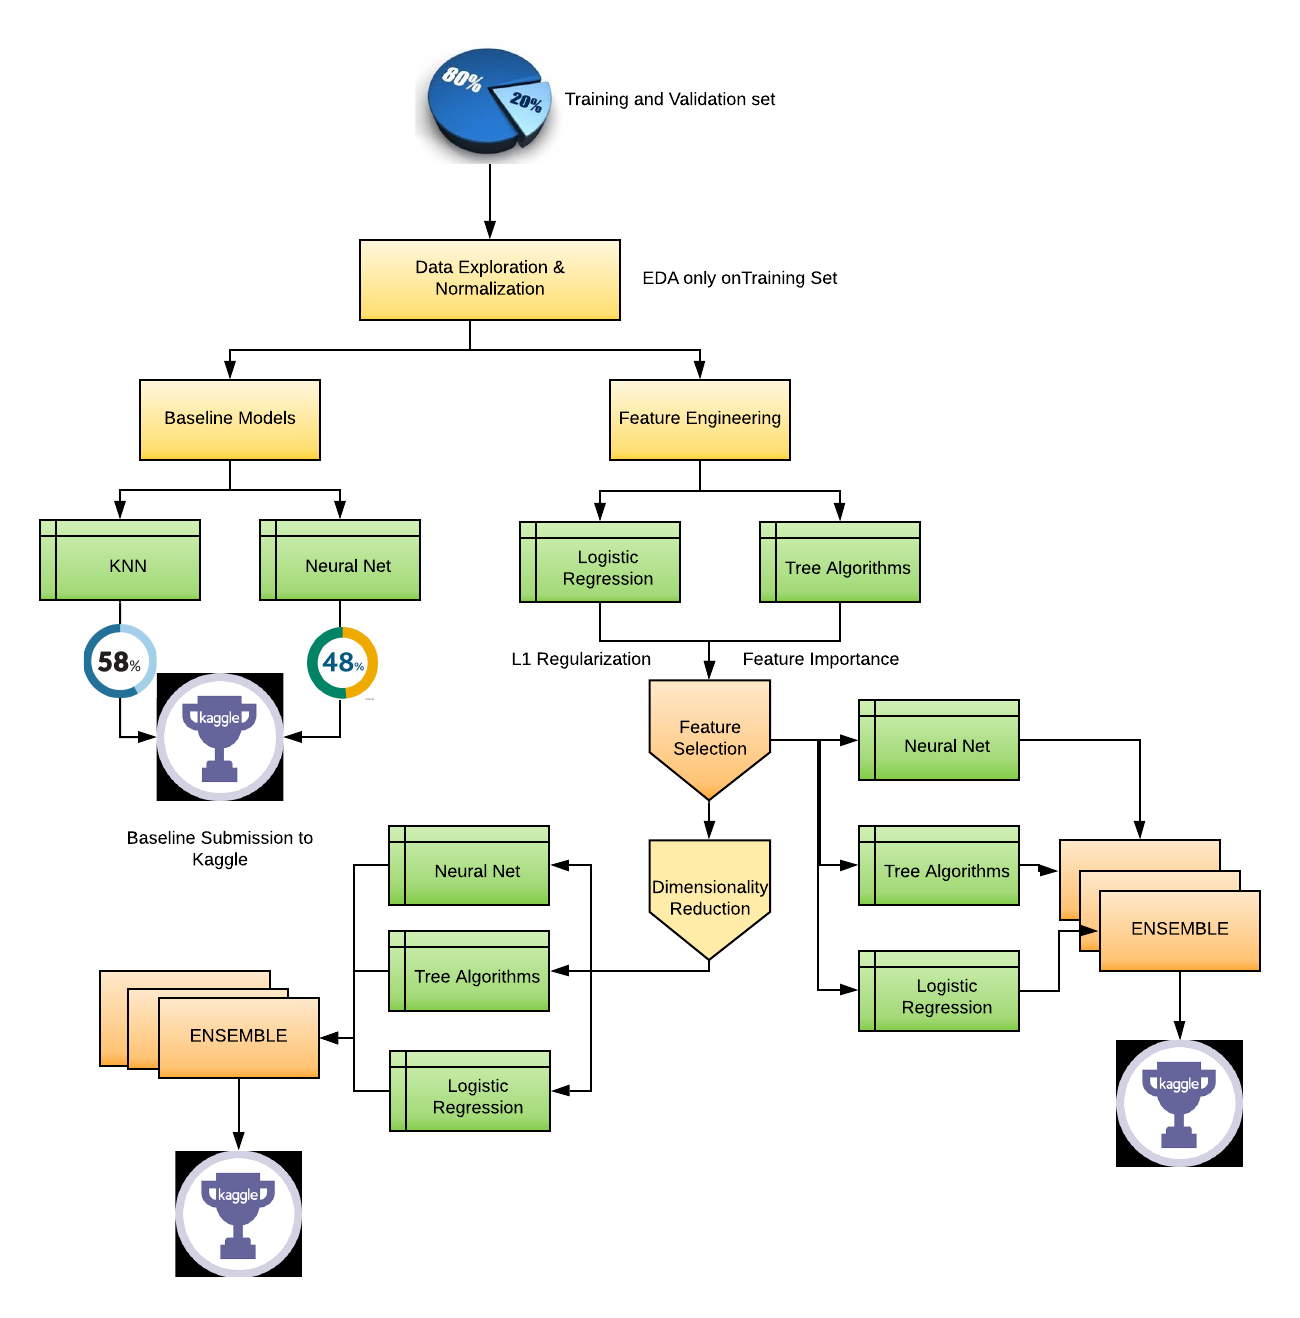 80%
20%
Training and Validation set
Data Exploration &
Normalization
EDA only onTraining Set
Baseline Models
Feature Engineering
KNN
Neural Net
Logistic
Regression
Tree Algorithms
58%
48%
L1 Regularization
Feature Importance
kaggle
Baseline Submission to
Kaggle
Feature
Selection
Neural Net
Tree Algorithms
Logistic
Regression
ENSEMBLE
kaggle
Dimensionality
Reduction
Neural Net
Tree Algorithms
Logistic
Regression
ENSEMBLE
kaggle